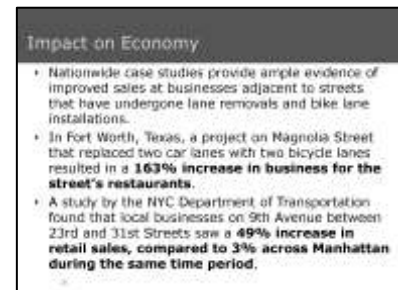 Impact on Economy
• Nationwide case studies provide ample evidence of
improved sales at businesses adjacent to streets
that have undergone lane removals and bike lane
installations.
• In Fort Worth, Texas, a project on Magnolia Street
that replaced two car lanes with two bicycle lanes
resulted in a 163% increase in business for the
street's restaurants.
• A study by the NYC Department of Transportation
found that local businesses on 9th Avenue between
23rd and 31st Streets saw a 49% increase in
retail sales, compared to 3% across Manhattan
during the same time period.